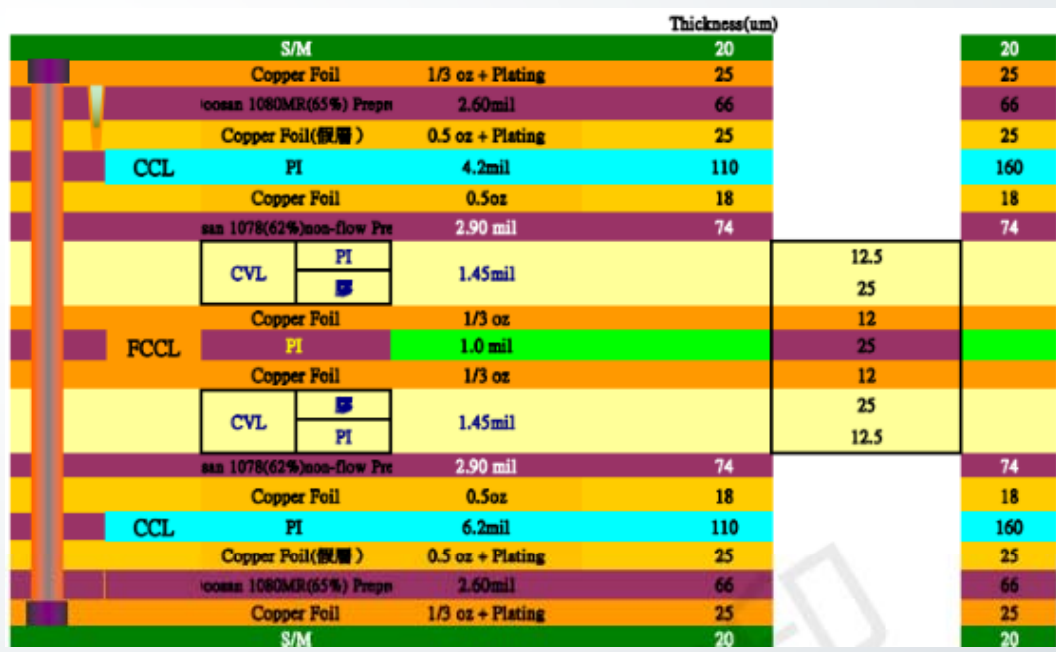 Thickness(um)
S/M 20 20
Copper Foil 1/3 oz + Plating 25 25
oosan 1080MR(65%) Prepr 2.60mil 66 66
Copper Foil(假層) 0.5 oz + Plating 25 25
CCL PI 4.2mil 110 160
Copper Foil 0.5oz 18 18
san 1078(62%)non-flow Pre 2.90 mil 74 74
CVL PI 1.45mil 12.5
膠 25
Copper Foil 1/3 oz 12
FCCL PI 1.0 mil 25
Copper Foil 1/3 oz 12
CVL 膠 1.45mil 25
PI 12.5
san 1078(62%)non-flow Pre 2.90 mil 74 74
Copper Foil 0.5oz 18 18
CCL PI 6.2mil 110 160
Copper Foil(假層) 0.5 oz + Plating 25 25
oosan 1080MR(65%) Prepr 2.60mil 66 66
Copper Foil 1/3 oz + Plating 25 25
S/M 20 20